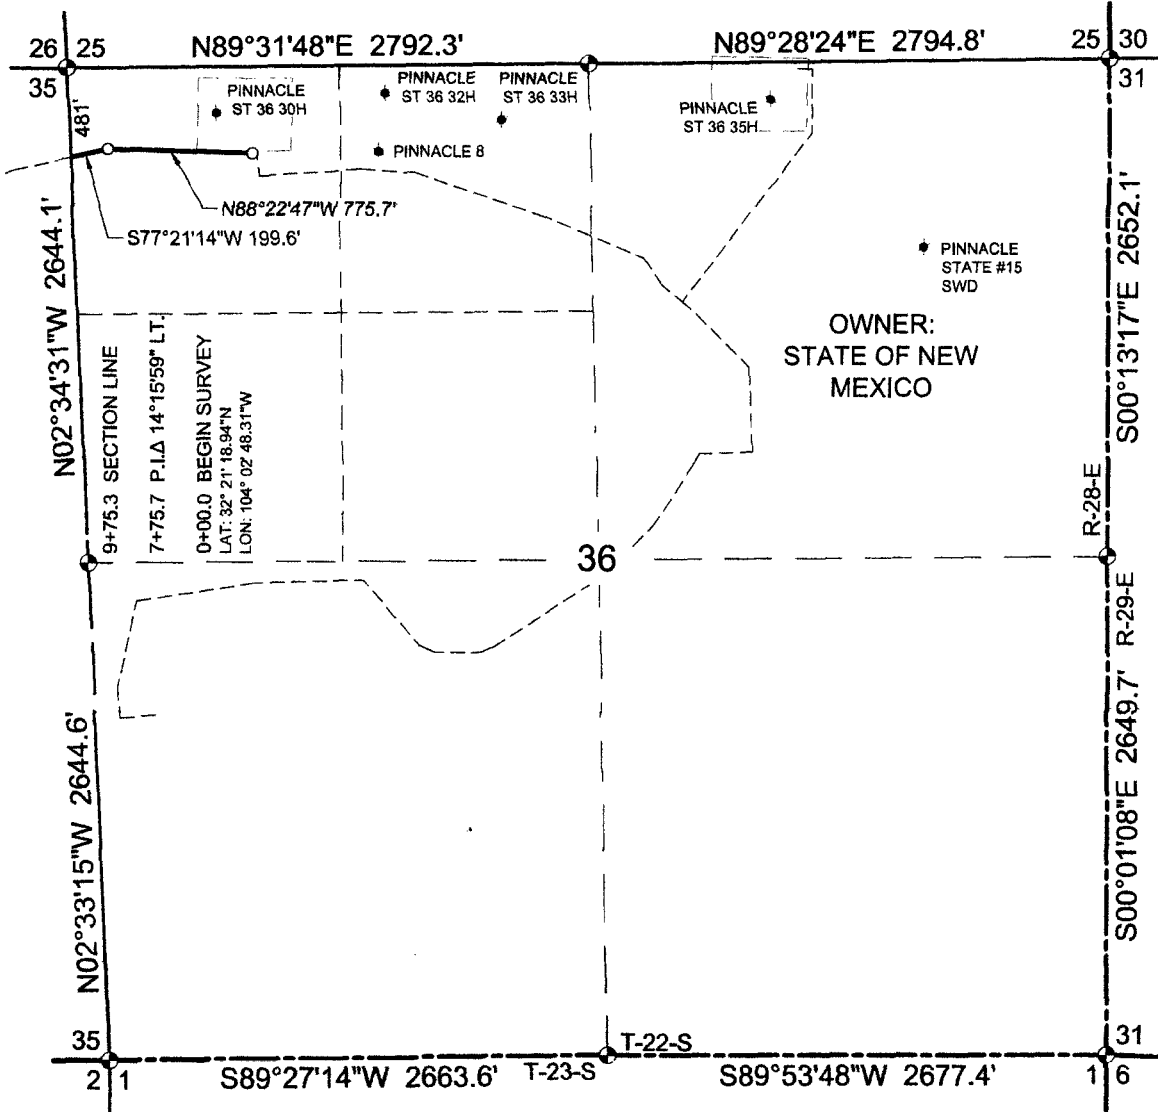 26 25
N89°31'48"E 2792.3'
N89°28'24"E 2794.8'
25 30
35
31
481'
PINNACLE
ST 36 30H
PINNACLE
ST 36 32H
PINNACLE
ST 36 33H
PINNACLE
ST 36 35H
PINNACLE 8
N88°22'47"W 775.7'
S77°21'14"W 199.6'
N02°34'31"W 2644.1'
S00°13'17"E 2652.1'
PINNACLE
STATE #15
SWD
OWNER:
STATE OF NEW
MEXICO
9+75.3 SECTION LINE
7+75.7 P.I.Δ 14°15'59" LT.
0+00.0 BEGIN SURVEY
LAT: 32° 21' 18.94"N
LON: 104° 02' 48.31"W
R-28-E
36
R-29-E
N02°33'15"W 2644.6'
S00°01'08"E 2649.7'
35
T-22-S
31
2 1
S89°27'14"W 2663.6'
T-23-S
S89°53'48"W 2677.4'
1 6